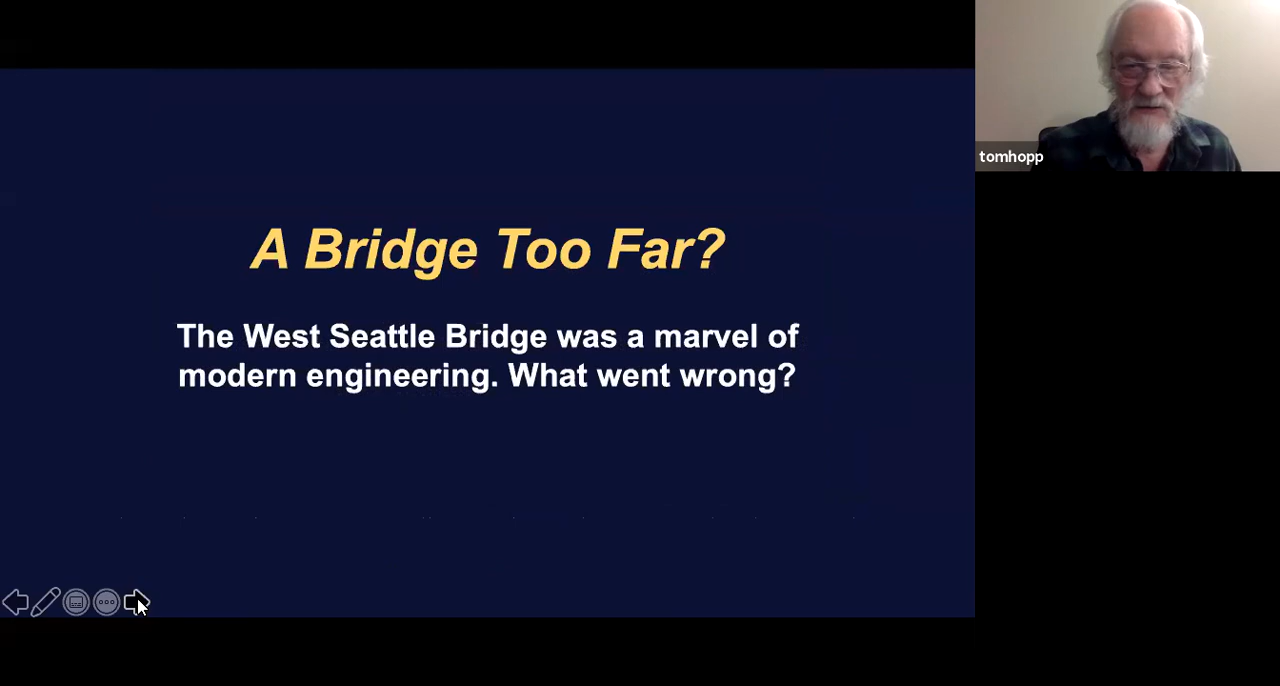 A Bridge Too Far?
The West Seattle Bridge was a marvel of
modern engineering. What went wrong?
tomhopp